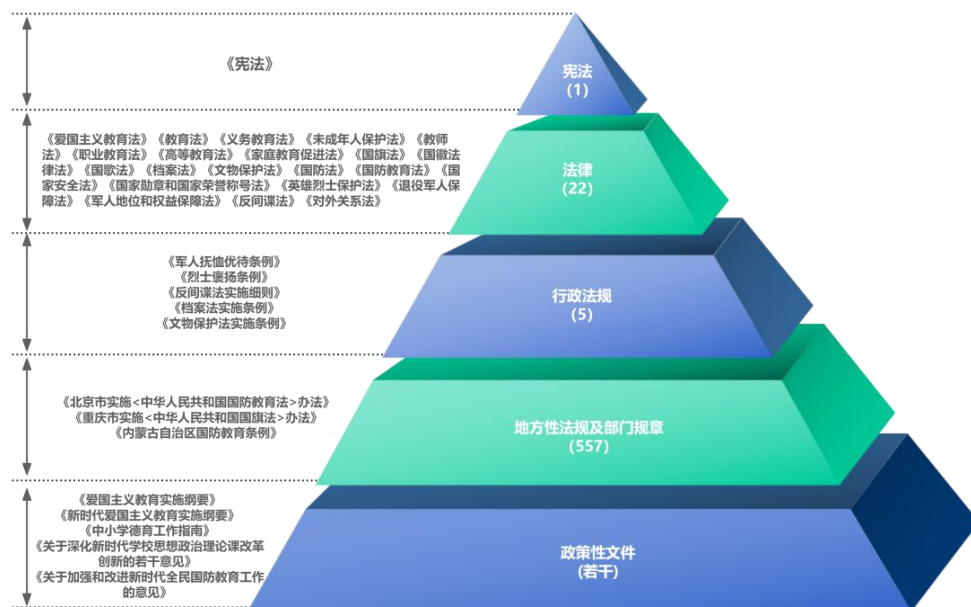 《宪法》
宪法
(1)
《爱国主义教育法》《教育法》《义务教育法》《未成年人保护法》《教师
法》《职业教育法》《高等教育法》《家庭教育促进法》《国旗法》《国徽法
律法》《国歌法》《档案法》《文物保护法》《国防法》《国防教育法》《国
家安全法》《国家勋章和国家荣誉称号法》《英雄烈士保护法》《退役军人保
障法》《军人地位和权益保障法》《反间谍法》《对外关系法》
法律
(22)
《军人抚恤优待条例》
《烈士褒扬条例》
《反间谍法实施细则》
《档案法实施条例》
《文物保护法实施条例》
行政法规
(5)
《北京市实施<中华人民共和国国防教育法>办法》
《重庆市实施<中华人民共和国国旗法>办法》
《内蒙古自治区国防教育条例》
地方性法规及部门规章
(557)
《爱国主义教育实施纲要》
《新时代爱国主义教育实施纲要》
《中小学德育工作指南》
《关于深化新时代学校思想政治理论课改革
创新的若干意见》
《关于加强和改进新时代全民国防教育工作
的意见》
政策性文件
(若干)